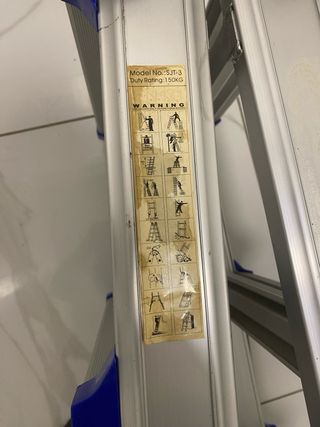 Model No.:SJT-3
Duty Rating:150KG
WARNING